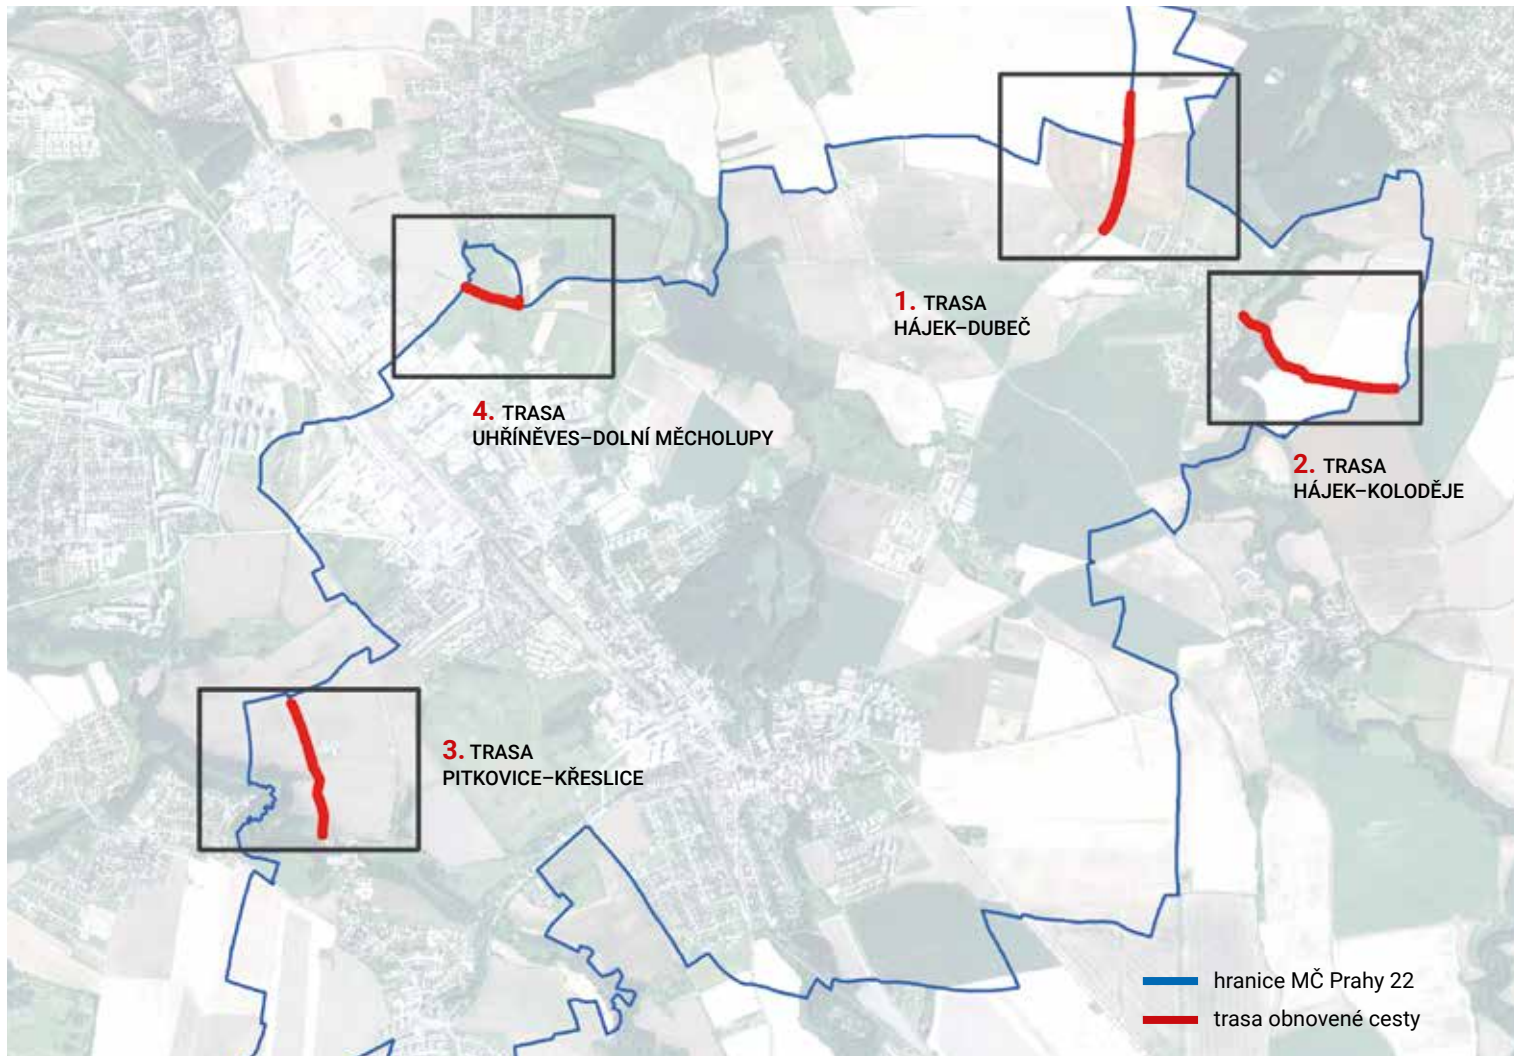 1. TRASA
HÁJEK–DUBEČ
4. TRASA
UHŘÍNĚVES–DOLNÍ MĚCHOLUPY
2. TRASA
HÁJEK–KOLODĚJE
3. TRASA
PITKOVICE–KŘESLICE
hranice MČ Prahy 22
trasa obnovené cesty